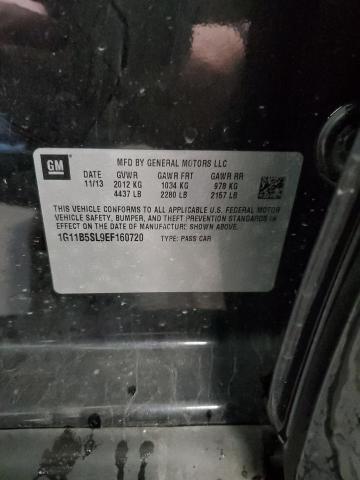 GM
MFD BY GENERAL MOTORS LLC
DATE GVWR GAWR FRT GAWR RR
11/13 2012 KG 1034 KG 978 KG
4437 LB 2280 LB 2157 LB
THIS VEHICLE CONFORMS TO ALL APPLICABLE U.S. FEDERAL MOTOR
VEHICLE SAFETY, BUMPER, AND THEFT PREVENTION STANDARDS IN
EFFECT ON THE DATE OF MANUFACTURE SHOWN ABOVE.
1G11B5SL9EF160720 TYPE: PASS CAR